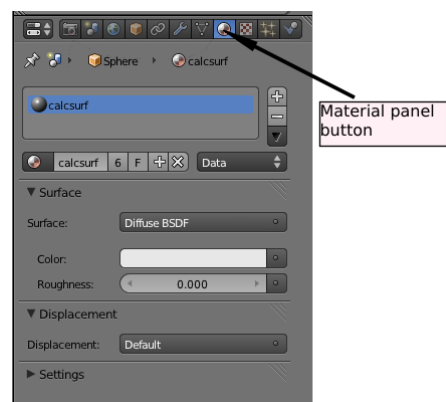 Sphere calcsurf
calcsurf
Material panel
button
calcsurf 6 F Data
Surface
Surface: Diffuse BSDF
Color:
Roughness: 0.000
Displacement
Displacement: Default
Settings